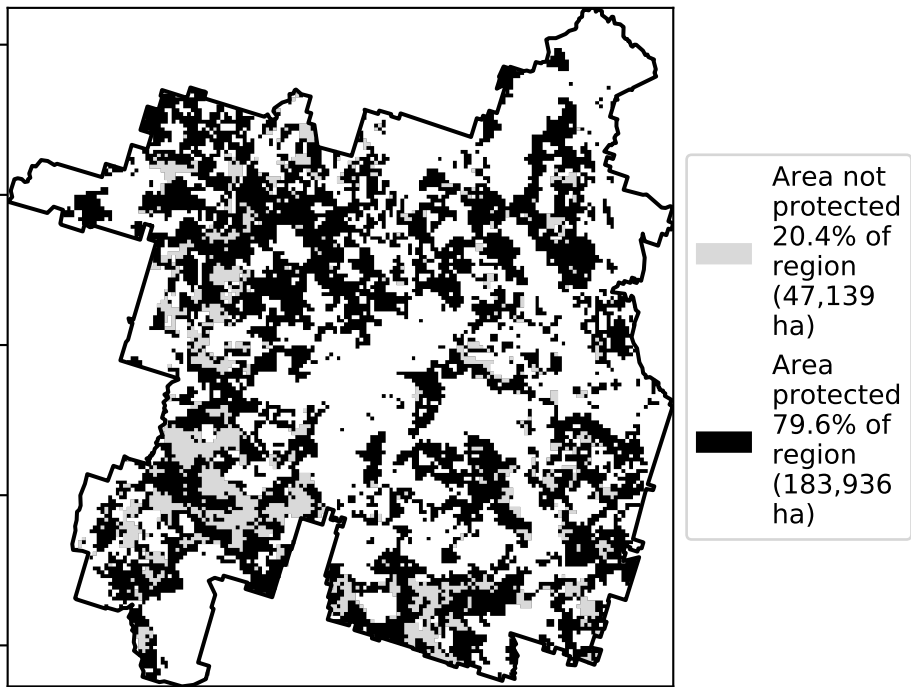 Area not
protected
20.4% of
region
(47,139
ha)
Area
protected
79.6% of
region
(183,936
ha)